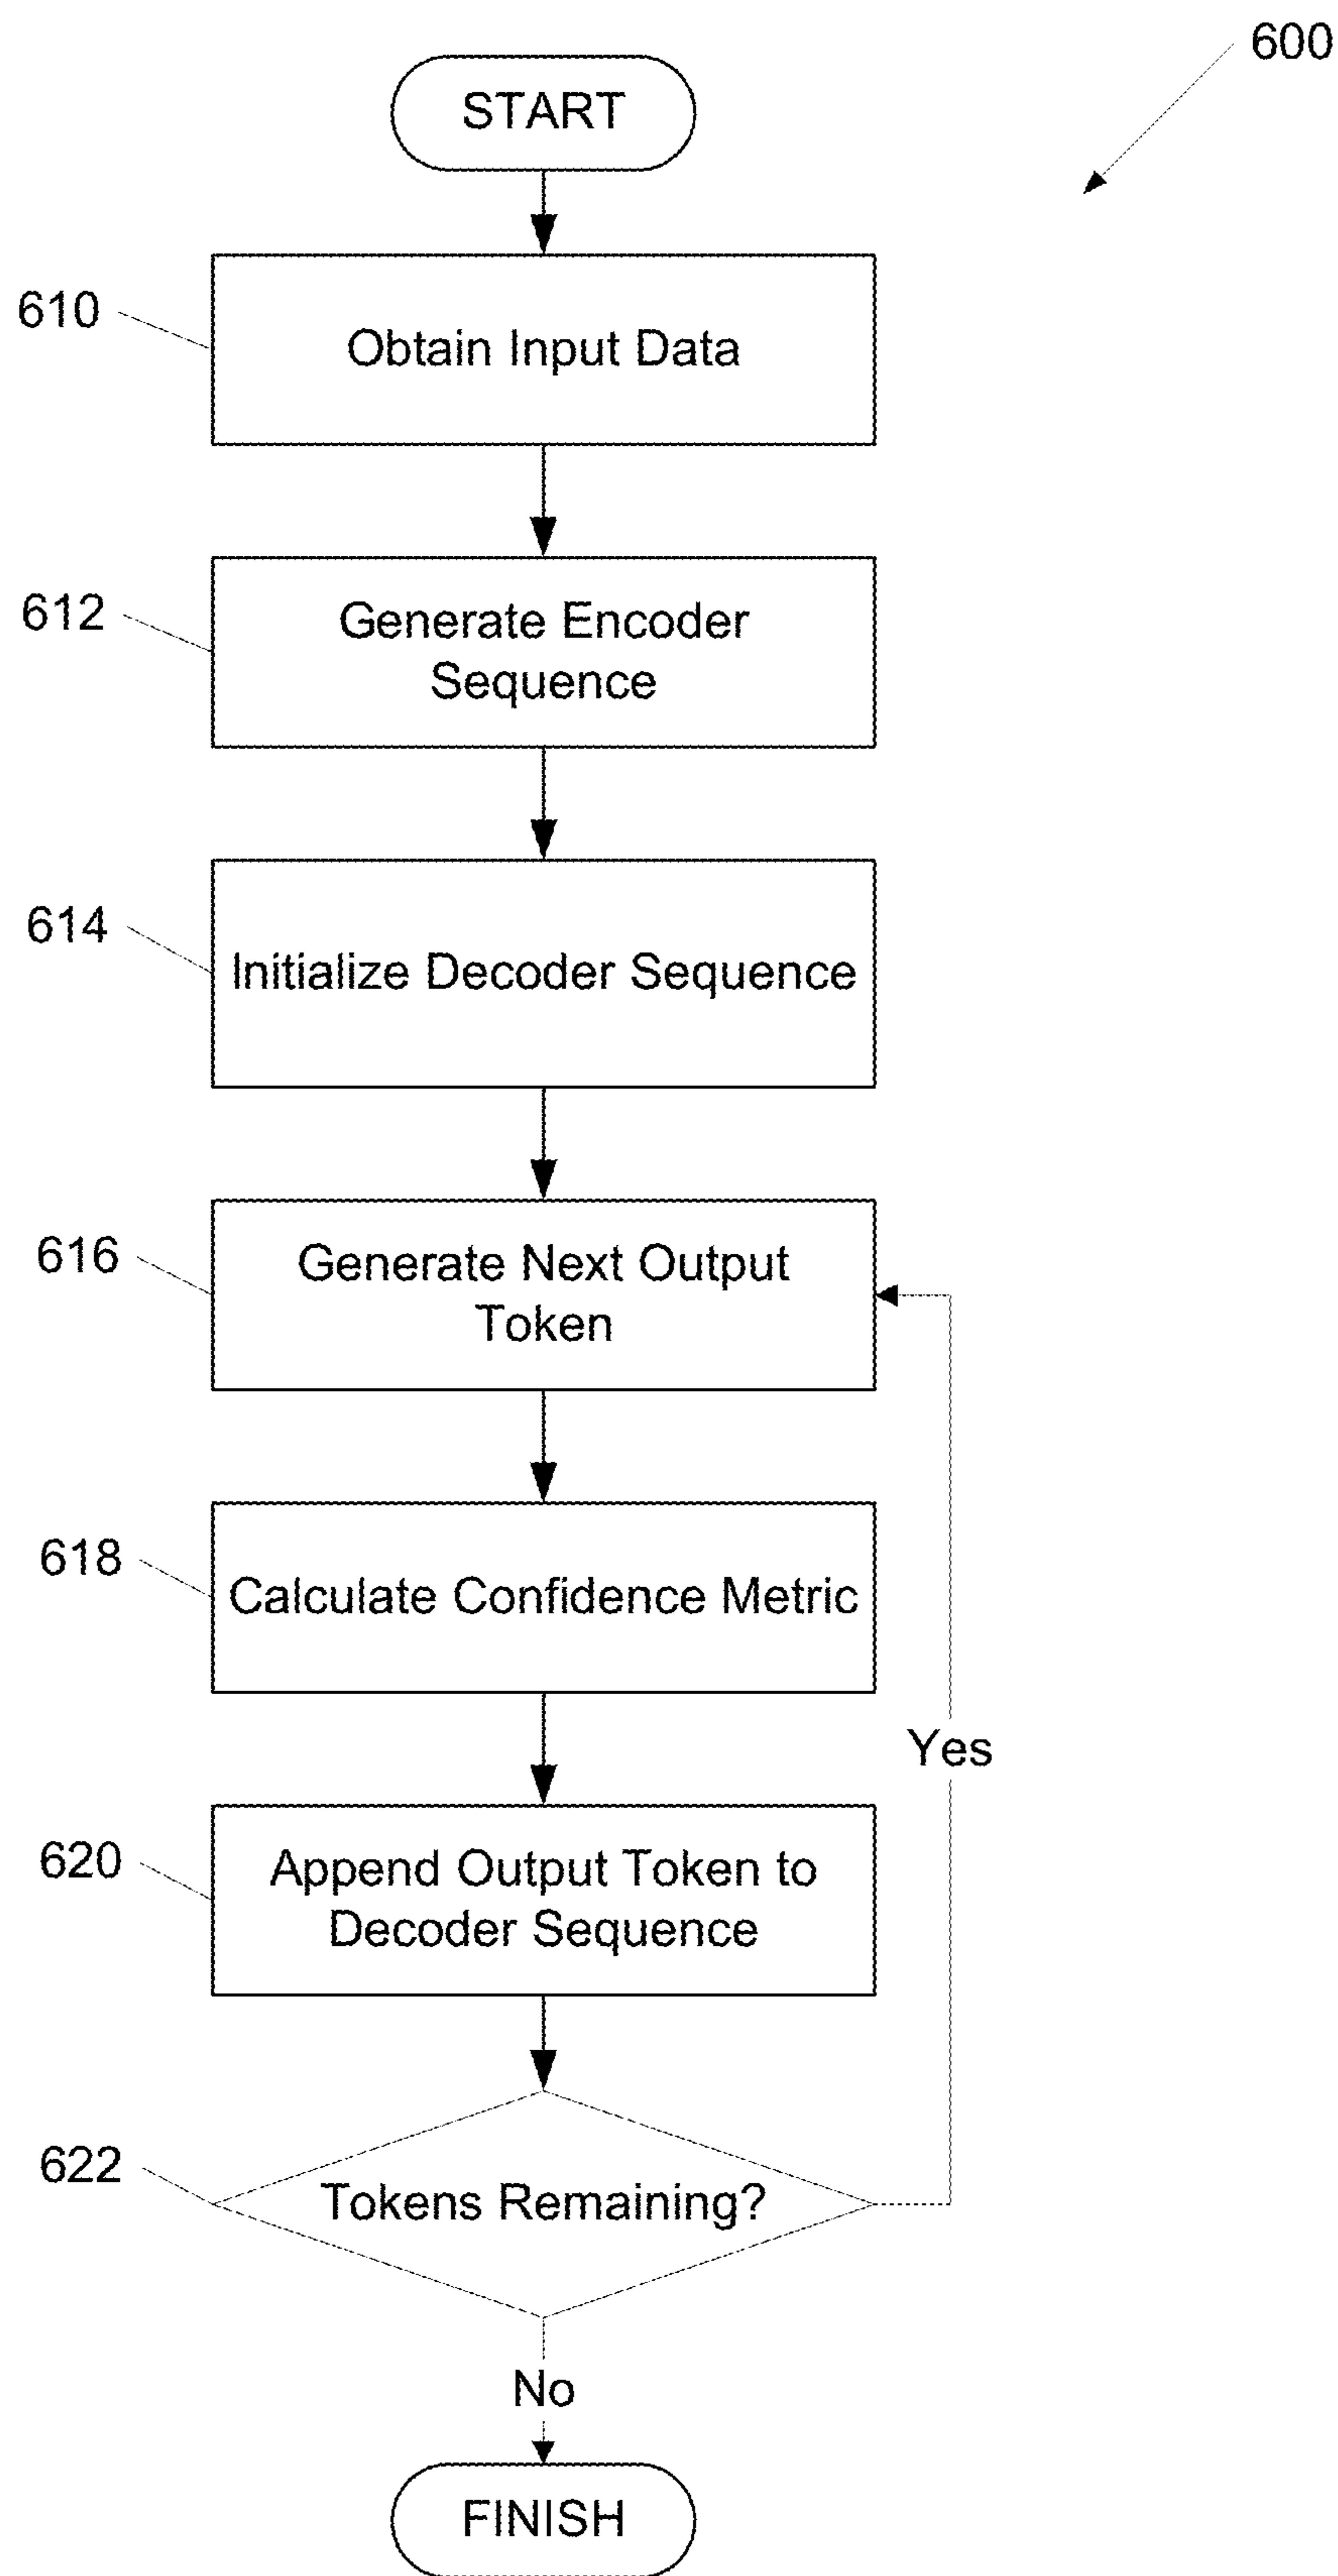 600
START
610
Obtain Input Data
612
Generate Encoder
Sequence
614
Initialize Decoder Sequence
616
Generate Next Output
Token
618
Calculate Confidence Metric
Yes
620
Append Output Token to
Decoder Sequence
622
Tokens Remaining?
No
FINISH